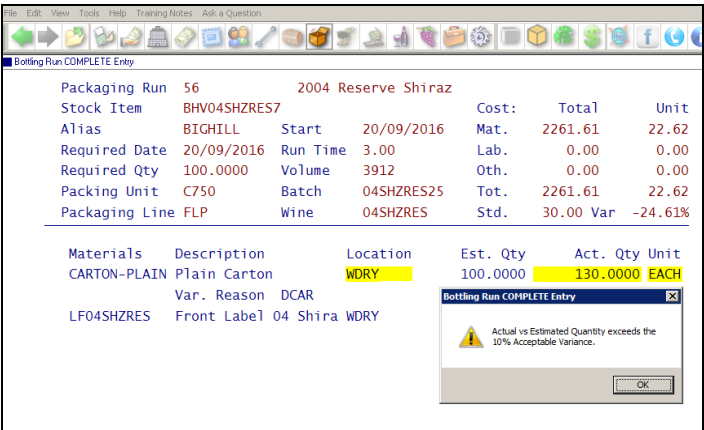 File Edit View Tools Help Training Notes Ask a Question
Bottling Run COMPLETE Entry
Packaging Run 56 2004 Reserve Shiraz
Stock Item BHV04SHZRES7 Cost: Total Unit
Alias BIGHILL Start 20/09/2016 Mat. 2261.61 22.62
Required Date 20/09/2016 Run Time 3.00 Lab. 0.00 0.00
Required Qty 100.0000 Volume 3912 Oth. 0.00 0.00
Packing Unit C750 Batch 04SHZRES25 Tot. 2261.61 22.62
Packaging Line FLP Wine 04SHZRES Std. 30.00 Var -24.61%
Materials Description Location Est. Qty Act. Qty Unit
CARTON-PLAIN Plain Carton WDRY 100.0000 130.0000 EACH
Var. Reason DCAR
LF04SHZRES Front Label 04 Shira WDRY
Bottling Run COMPLETE Entry
Actual vs Estimated Quantity exceeds the
10% Acceptable Variance.
OK